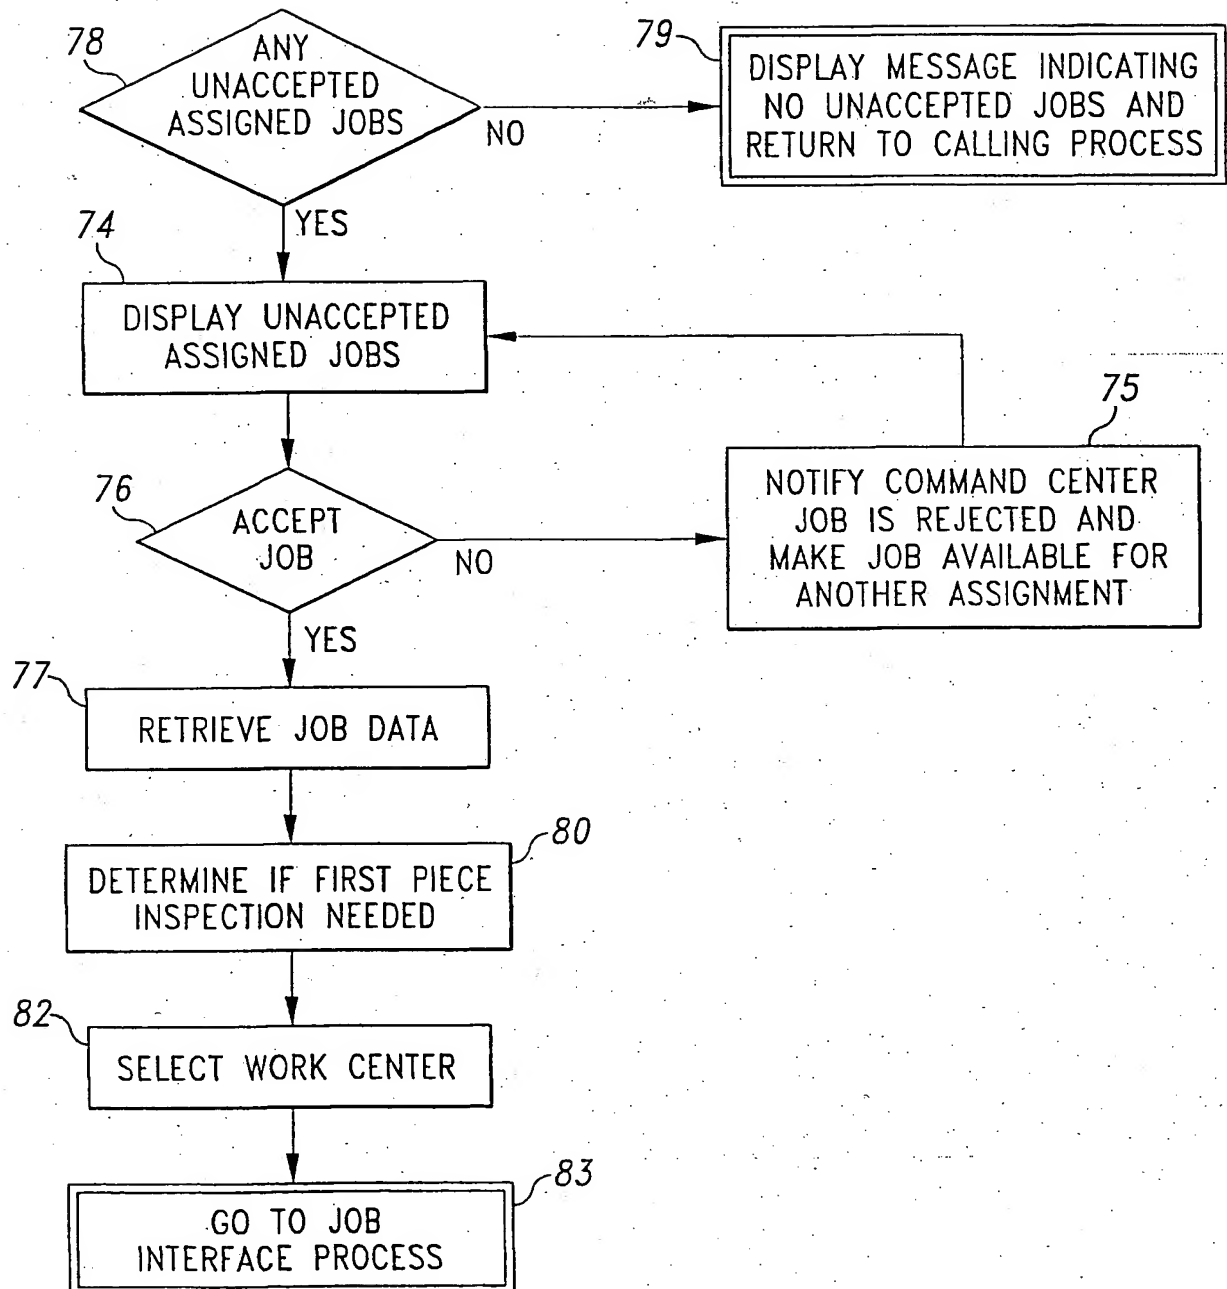 78
ANY
UNACCEPTED
ASSIGNED JOBS
NO
YES
79
DISPLAY MESSAGE INDICATING
NO UNACCEPTED JOBS AND
RETURN TO CALLING PROCESS
74
DISPLAY UNACCEPTED
ASSIGNED JOBS
76
ACCEPT
JOB
NO
YES
75
NOTIFY COMMAND CENTER
JOB IS REJECTED AND
MAKE JOB AVAILABLE FOR
ANOTHER ASSIGNMENT
77
RETRIEVE JOB DATA
80
DETERMINE IF FIRST PIECE
INSPECTION NEEDED
82
SELECT WORK CENTER
83
GO TO JOB
INTERFACE PROCESS